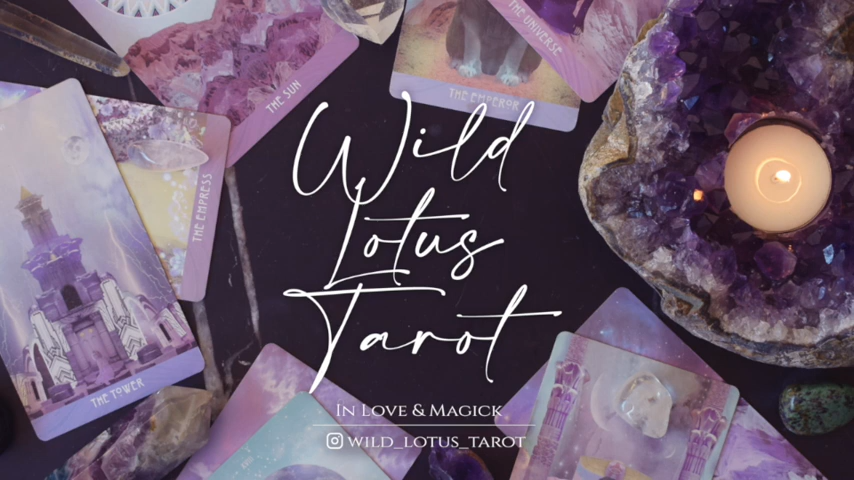 THE SUN
THE EMPEROR
THE UNIVERSE
THE EMPRESS
THE TOWER
Wild
Lotus
Tarot
In Love & Magick
wild_lotus_tarot